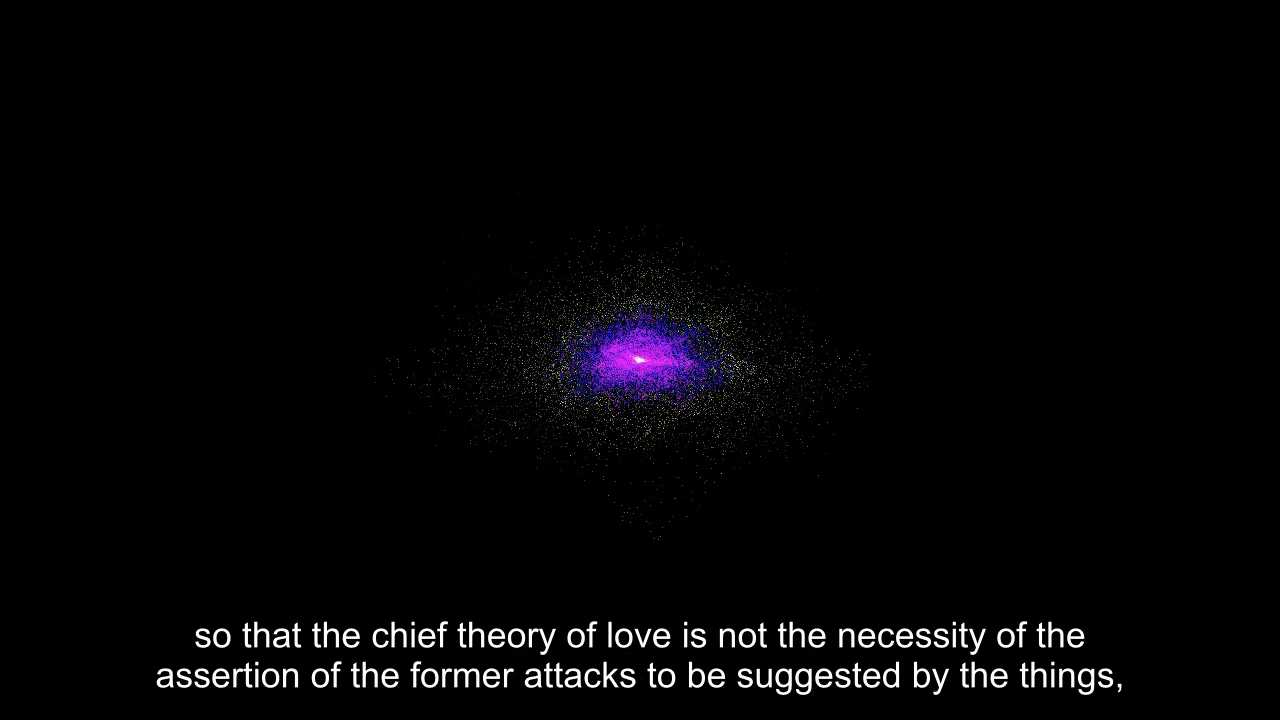 so that the chief theory of love is not the necessity of the
assertion of the former attacks to be suggested by the things,